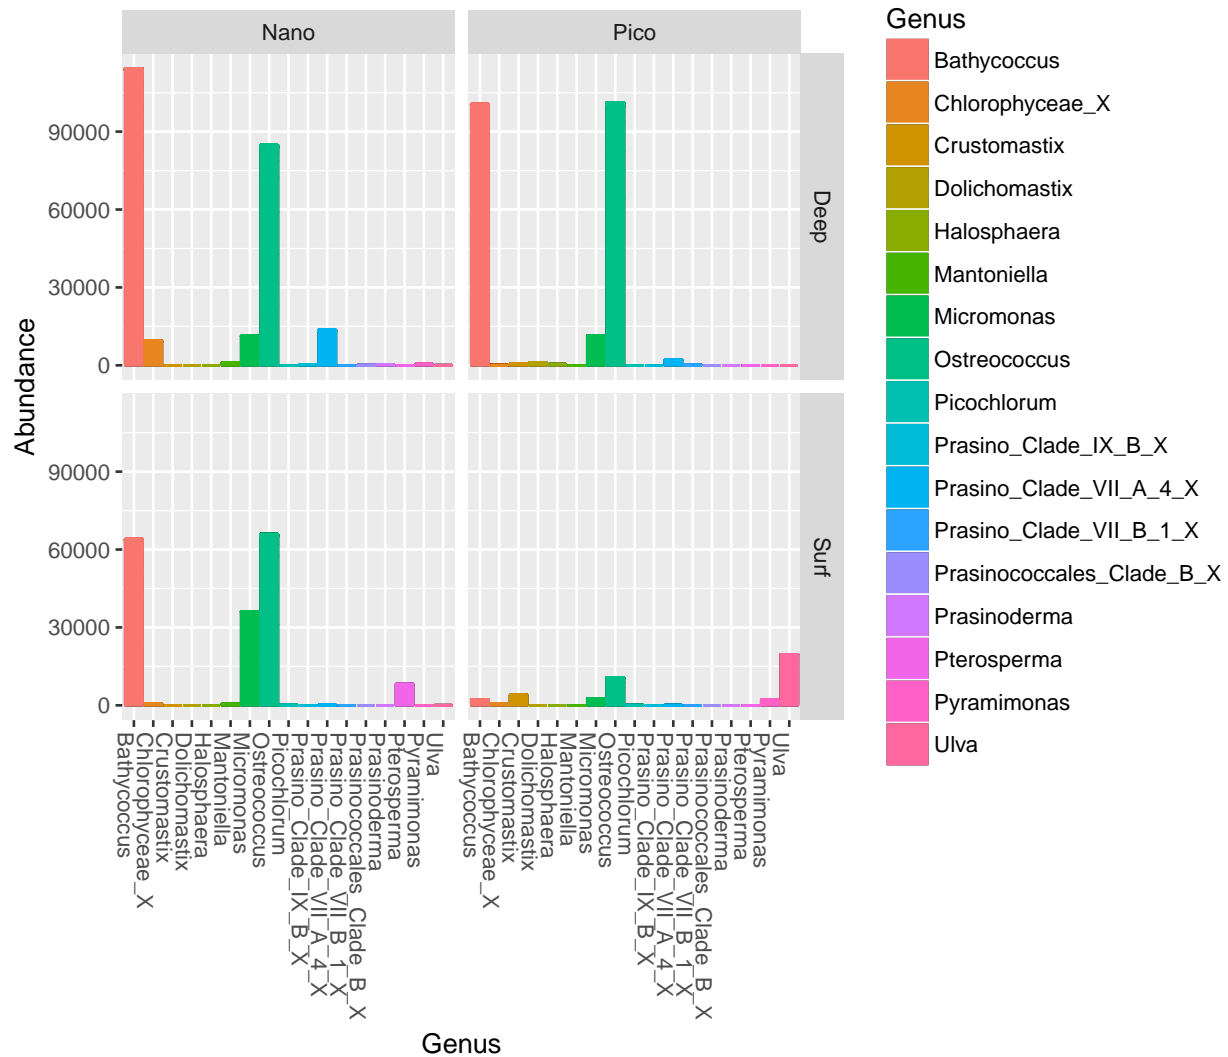 Nano
Pico
Genus
Bathycoccus
Chlorophyceae_X
Crustomastix
Dolichomastix
Halosphaera
Mantoniella
Micromonas
Ostreococcus
Picochlorum
Prasino_Clade_IX_B_X
Prasino_Clade_VII_A_4_X
Prasino_Clade_VII_B_1_X
Prasinococcales_Clade_B_X
Prasinoderma
Pterosperma
Pyramimonas
Ulva
Abundance
90000
60000
30000
0
Deep
90000
60000
30000
0
Surf
Bathycoccus
Chlorophyceae_X
Crustomastix
Dolichomastix
Halosphaera
Mantoniella
Micromonas
Ostreococcus
Picochlorum
Prasino_Clade_IX_B_X
Prasino_Clade_VII_A_4_X
Prasino_Clade_VII_B_1_X
Prasinococcales_Clade_B_X
Prasinoderma
Pterosperma
Pyramimonas
Ulva
Bathycoccus
Chlorophyceae_X
Crustomastix
Dolichomastix
Halosphaera
Mantoniella
Micromonas
Ostreococcus
Picochlorum
Prasino_Clade_IX_B_X
Prasino_Clade_VII_A_4_X
Prasino_Clade_VII_B_1_X
Prasinococcales_Clade_B_X
Prasinoderma
Pterosperma
Pyramimonas
Ulva
Genus